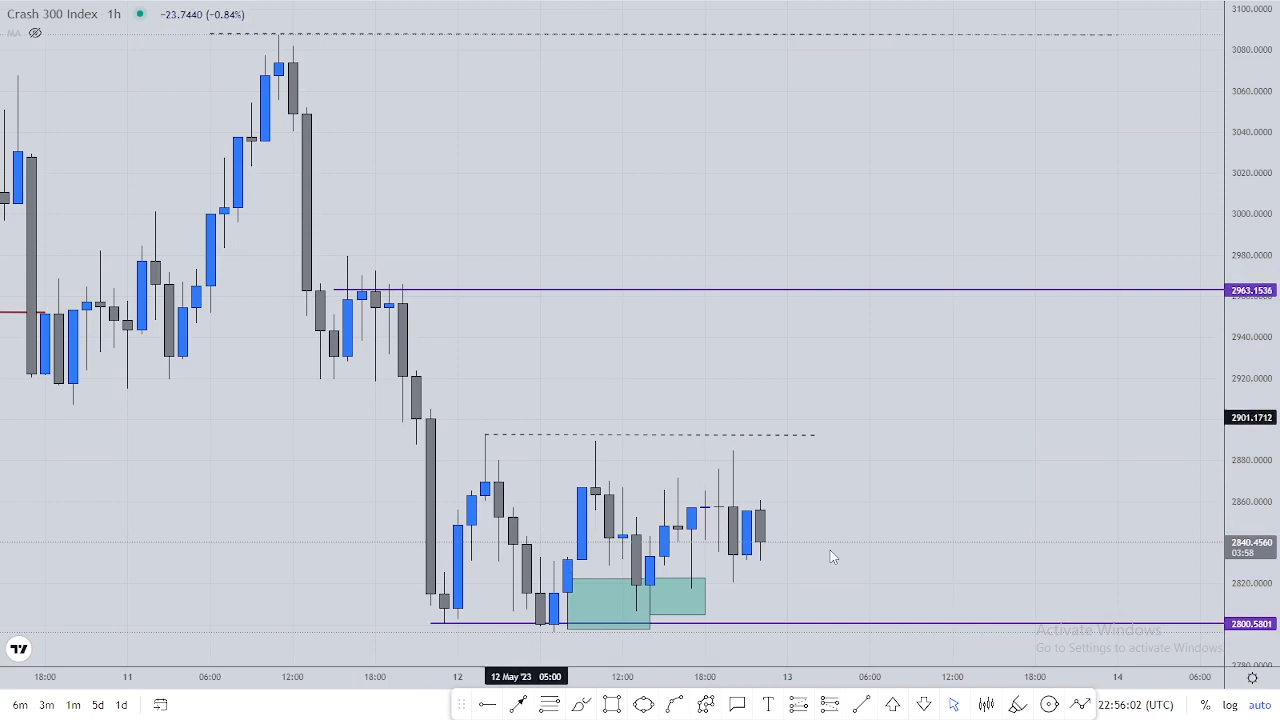 Crash 300 Index 1h −23.7440 (−0.84%)
MA
3100.0000
3080.0000
3060.0000
3040.0000
3020.0000
3000.0000
2980.0000
2963.1536
2940.0000
2920.0000
2901.1712
2880.0000
2860.0000
2840.4560
03:58
2820.0000
2800.5801
Activate Windows
Go to Settings to activate Windows.
18:00 11 06:00 12:00 18:00 12 12 May '23 05:00 12:00 18:00 13 06:00 12:00 18:00 14 06:00
6m 3m 1m 5d 1d T 22:56:02 (UTC) % log auto